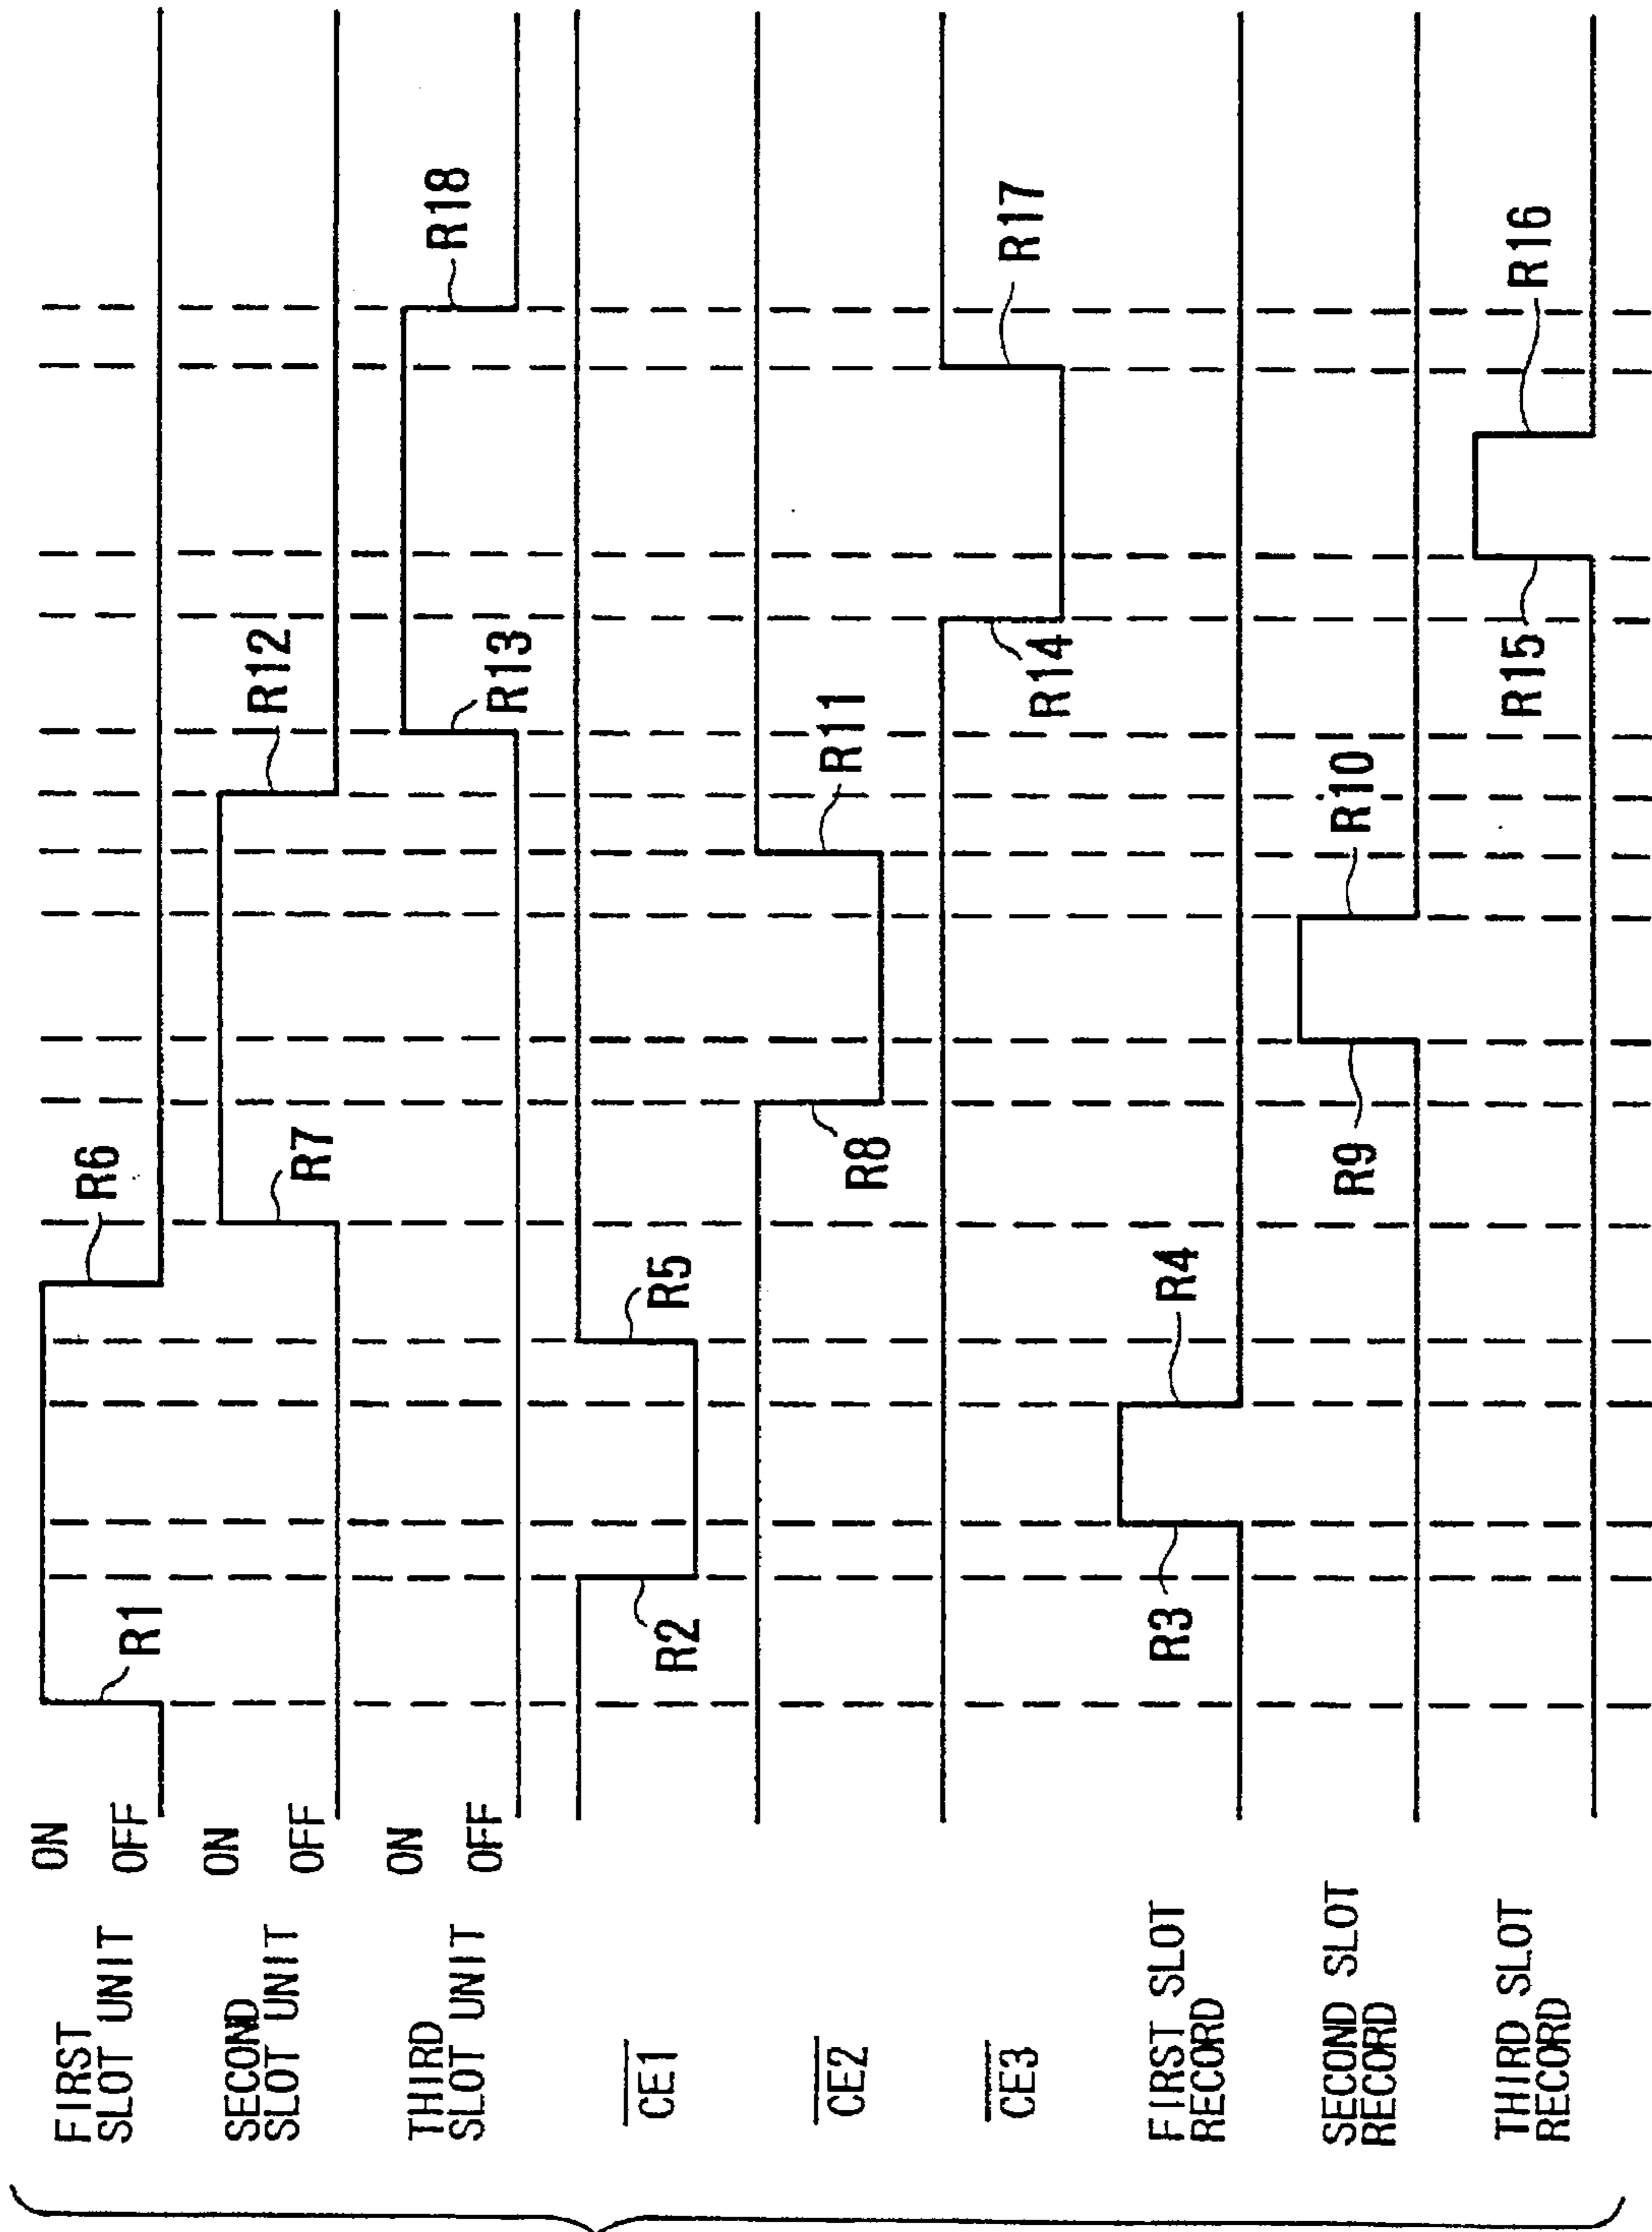 FIRST
SLOT UNIT
ON
OFF
R1
R6
SECOND
SLOT UNIT
ON
OFF
R7
R12
THIRD
SLOT UNIT
ON
OFF
R13
R18
CE1
R2
R5
CE2
R8
R11
CE3
R14
R17
FIRST SLOT
RECORD
R3
R4
SECOND SLOT
RECORD
R9
R10
THIRD SLOT
RECORD
R15
R16